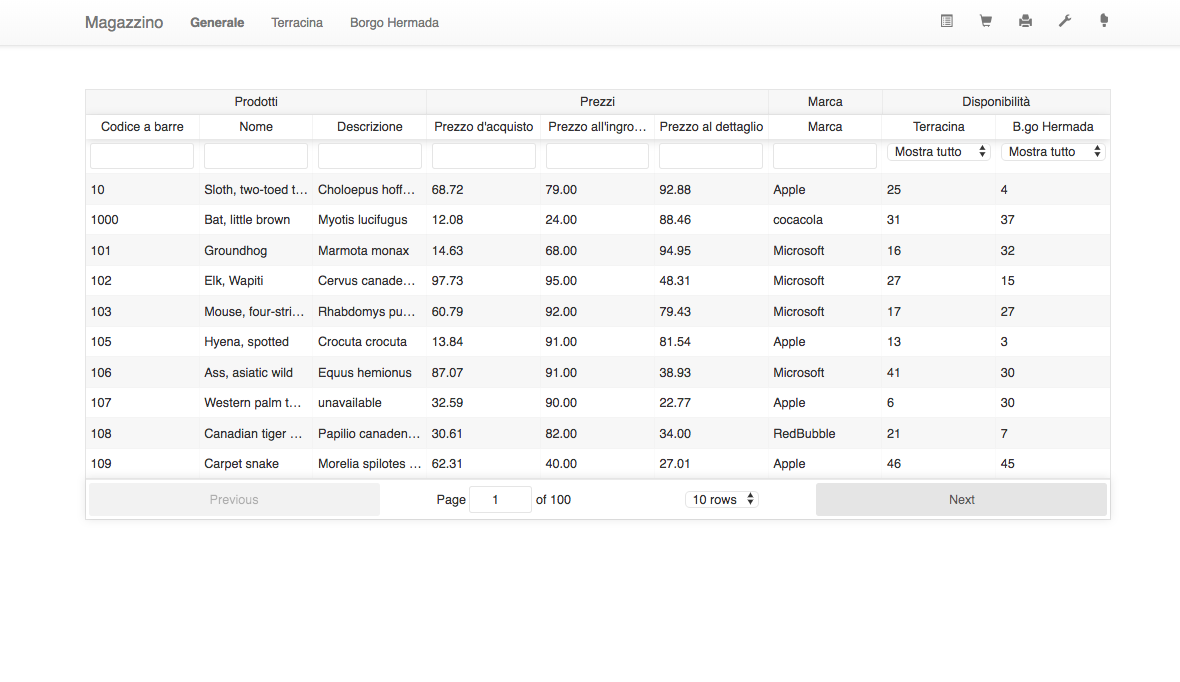 Magazzino Generale Terracina Borgo Hermada
Prodotti Prezzi Marca Disponibilità
Codice a barre Nome Descrizione Prezzo d'acquisto Prezzo all'ingro… Prezzo al dettaglio Marca Terracina B.go Hermada
Mostra tutto Mostra tutto
10 Sloth, two-toed t… Choloepus hoff… 68.72 79.00 92.88 Apple 25 4
1000 Bat, little brown Myotis lucifugus 12.08 24.00 88.46 cocacola 31 37
101 Groundhog Marmota monax 14.63 68.00 94.95 Microsoft 16 32
102 Elk, Wapiti Cervus canade… 97.73 95.00 48.31 Microsoft 27 15
103 Mouse, four-stri… Rhabdomys pu… 60.79 92.00 79.43 Microsoft 17 27
105 Hyena, spotted Crocuta crocuta 13.84 91.00 81.54 Apple 13 3
106 Ass, asiatic wild Equus hemionus 87.07 91.00 38.93 Microsoft 41 30
107 Western palm t… unavailable 32.59 90.00 22.77 Apple 6 30
108 Canadian tiger … Papilio canaden… 30.61 82.00 34.00 RedBubble 21 7
109 Carpet snake Morelia spilotes … 62.31 40.00 27.01 Apple 46 45
Previous Page 1 of 100 10 rows Next